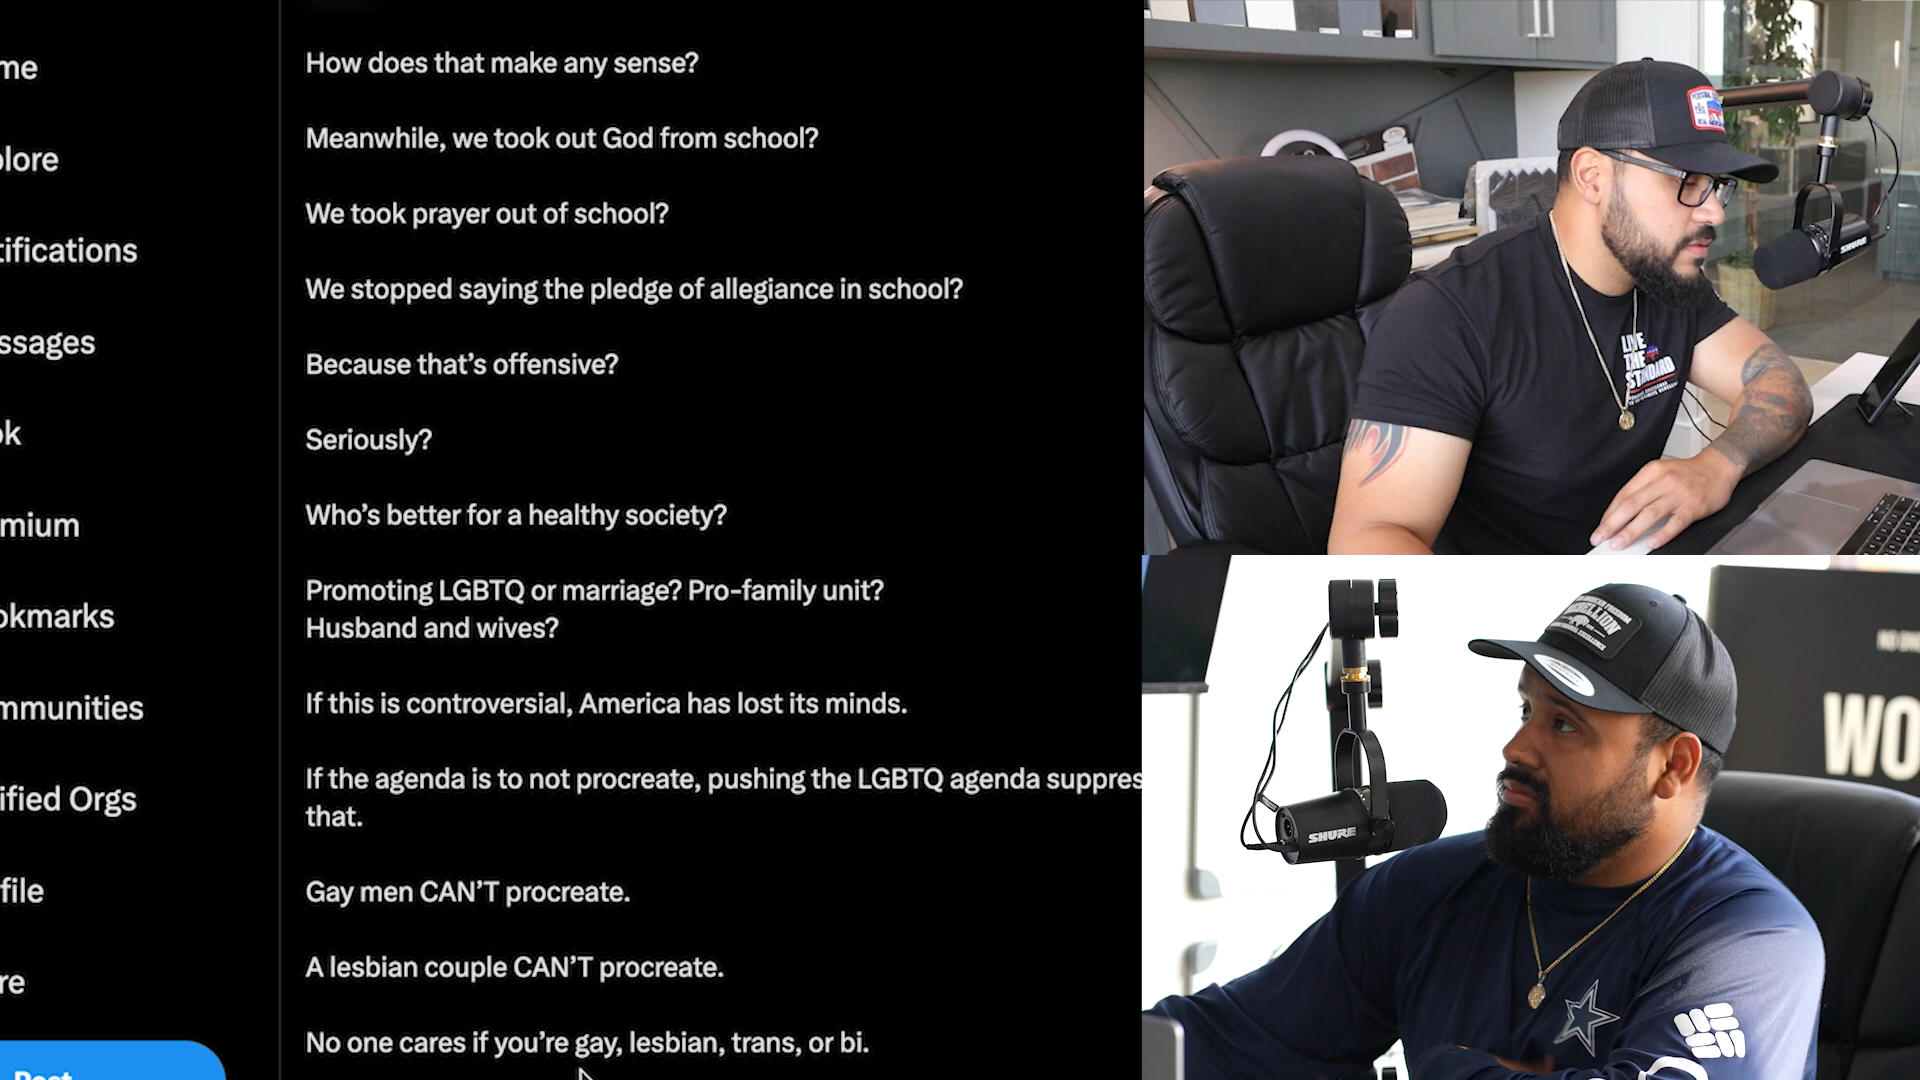 me
lore
tifications
ssages
ok
mium
okmarks
mmunities
ified Orgs
file
re
Post
How does that make any sense?
Meanwhile, we took out God from school?
We took prayer out of school?
We stopped saying the pledge of allegiance in school?
Because that's offensive?
Seriously?
Who's better for a healthy society?
Promoting LGBTQ or marriage? Pro-family unit?
Husband and wives?
If this is controversial, America has lost its minds.
If the agenda is to not procreate, pushing the LGBTQ agenda suppres
that.
Gay men CAN'T procreate.
A lesbian couple CAN'T procreate.
No one cares if you're gay, lesbian, trans, or bi.
SHURE
LIVE
THE
STANDARD
REBELLION
SHURE
WO